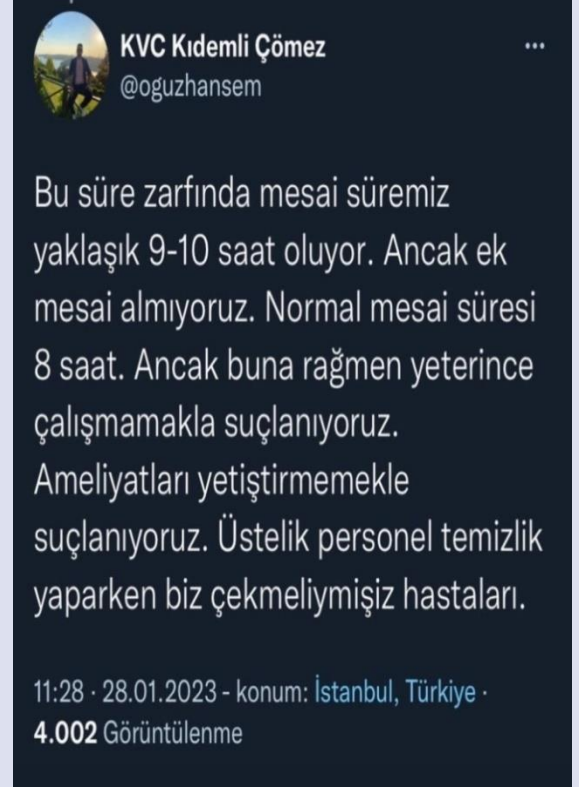 KVC Kıdemli Çömez
@oguzhansem
Bu süre zarfında mesai süremiz
yaklaşık 9-10 saat oluyor. Ancak ek
mesai almıyoruz. Normal mesai süresi
8 saat. Ancak buna rağmen yeterince
çalışmamakla suçlanıyoruz.
Ameliyatları yetiştirmemekle
suçlanıyoruz. Üstelik personel temizlik
yaparken biz çekmeliymişiz hastaları.
11:28 · 28.01.2023 - konum: İstanbul, Türkiye ·
4.002 Görüntülenme